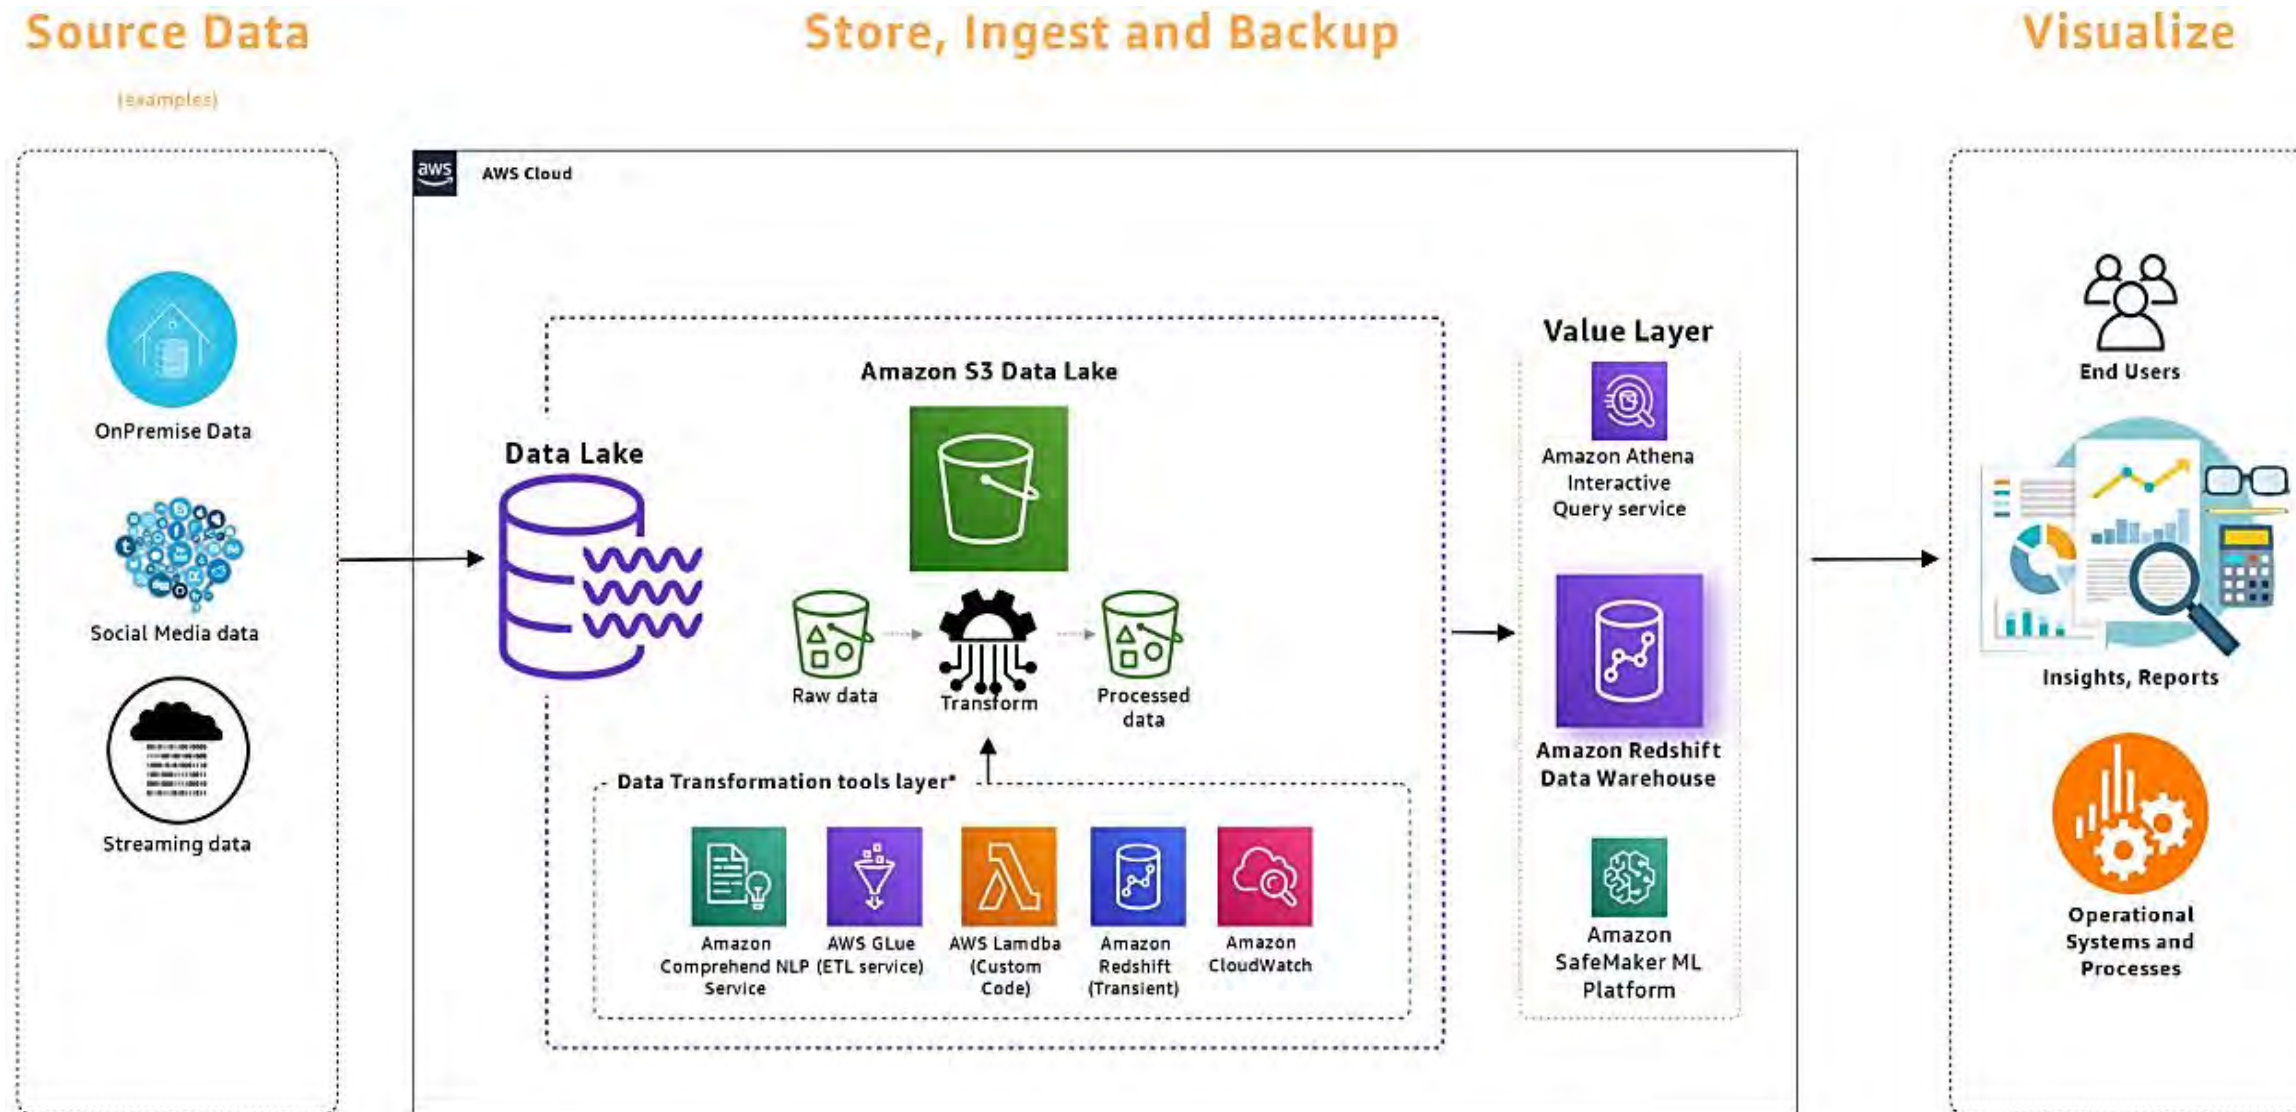 Source Data
(examples)
OnPremise Data
Social Media data
Streaming data
Store, Ingest and Backup
aws
AWS Cloud
Data Lake
Amazon S3 Data Lake
Raw data
Transform
Processed
data
Data Transformation tools layer*
Amazon
Comprehend NLP
Service
AWS GLue
(ETL service)
AWS Lamdba
(Custom
Code)
Amazon
Redshift
(Transient)
Amazon
CloudWatch
Value Layer
Amazon Athena
Interactive
Query service
Amazon Redshift
Data Warehouse
Amazon
SafeMaker ML
Platform
Visualize
End Users
Insights, Reports
Operational
Systems and
Processes